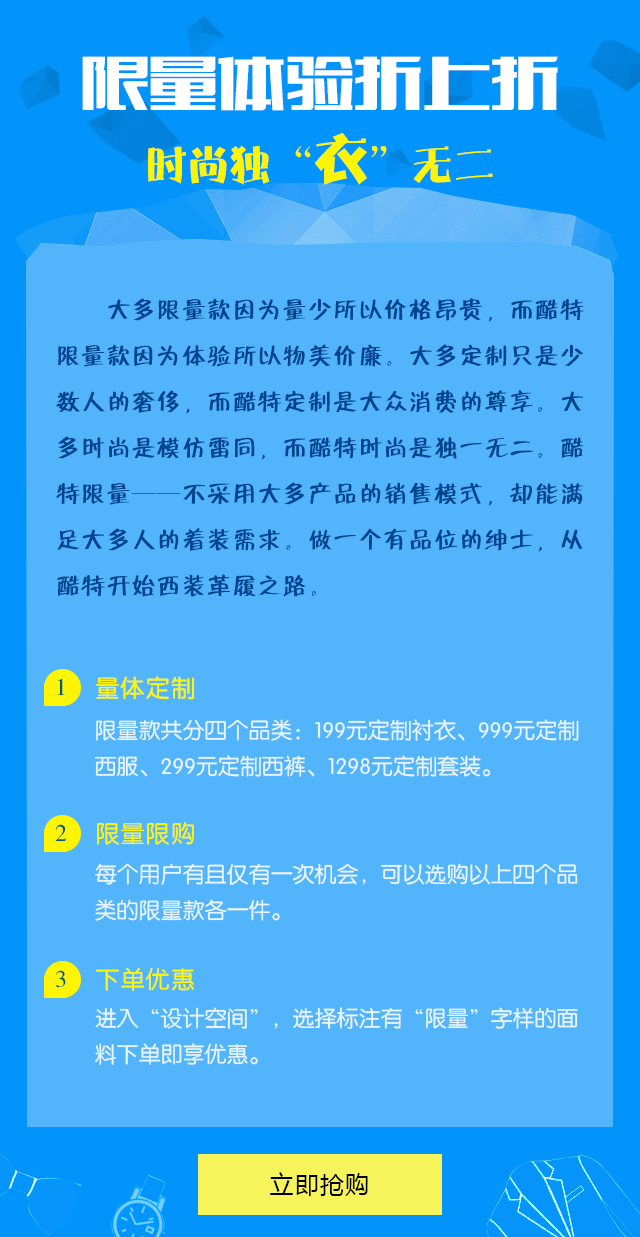 限量体验折上折
时尚独“衣”无二
大多限量款因为量少所以价格昂贵，而酷特
限量款因为体验所以物美价廉。大多定制只是少
数人的奢侈，而酷特定制是大众消费的尊享。大
多时尚是模仿雷同，而酷特时尚是独一无二。酷
特限量——不采用大多产品的销售模式，却能满
足大多人的着装需求。做一个有品位的绅士，从
酷特开始西装革履之路。
1 量体定制
限量款共分四个品类：199元定制衬衣、999元定制
西服、299元定制西裤、1298元定制套装。
2 限量限购
每个用户有且仅有一次机会，可以选购以上四个品
类的限量款各一件。
3 下单优惠
进入“设计空间”，选择标注有“限量”字样的面
料下单即享优惠。
立即抢购